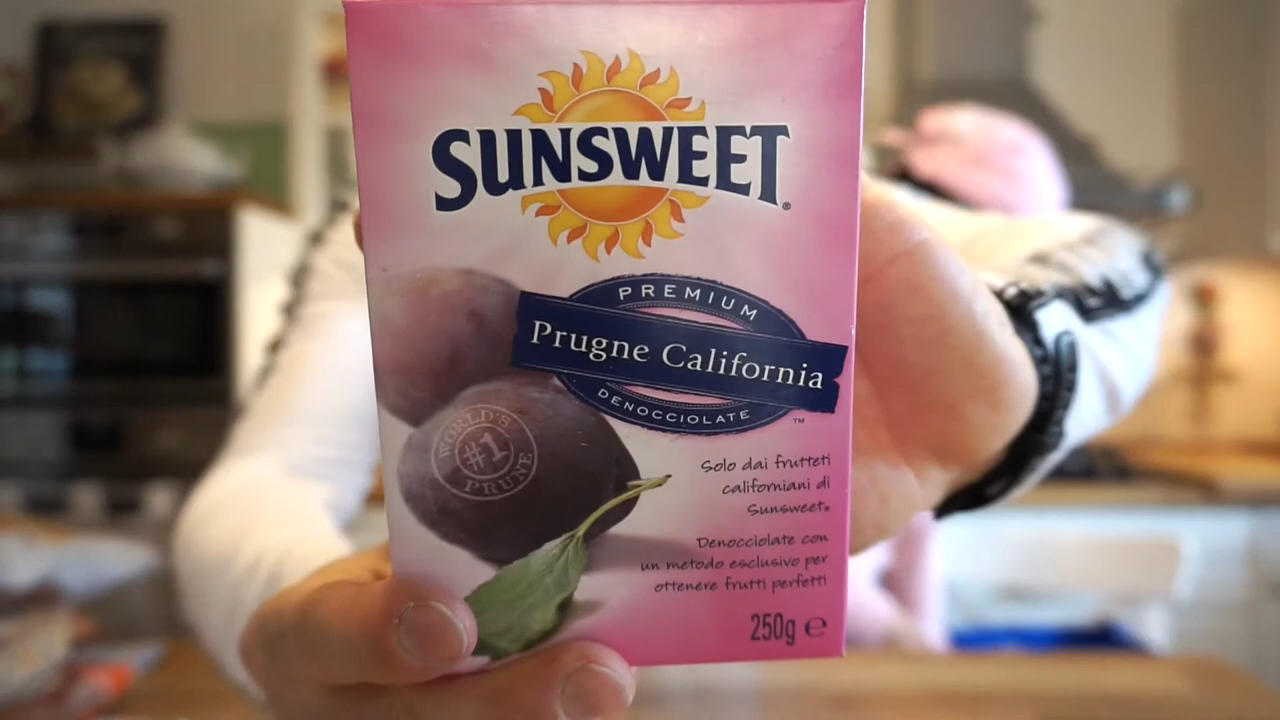 SUNSWEET®
PREMIUM
Prugne California
DENOCCIOLATE ™
WORLD'S
#1
PRUNE
Solo dai frutteti
californiani di
Sunsweet®
Denocciolate con
un metodo esclusivo per
ottenere frutti perfetti
250g ℮